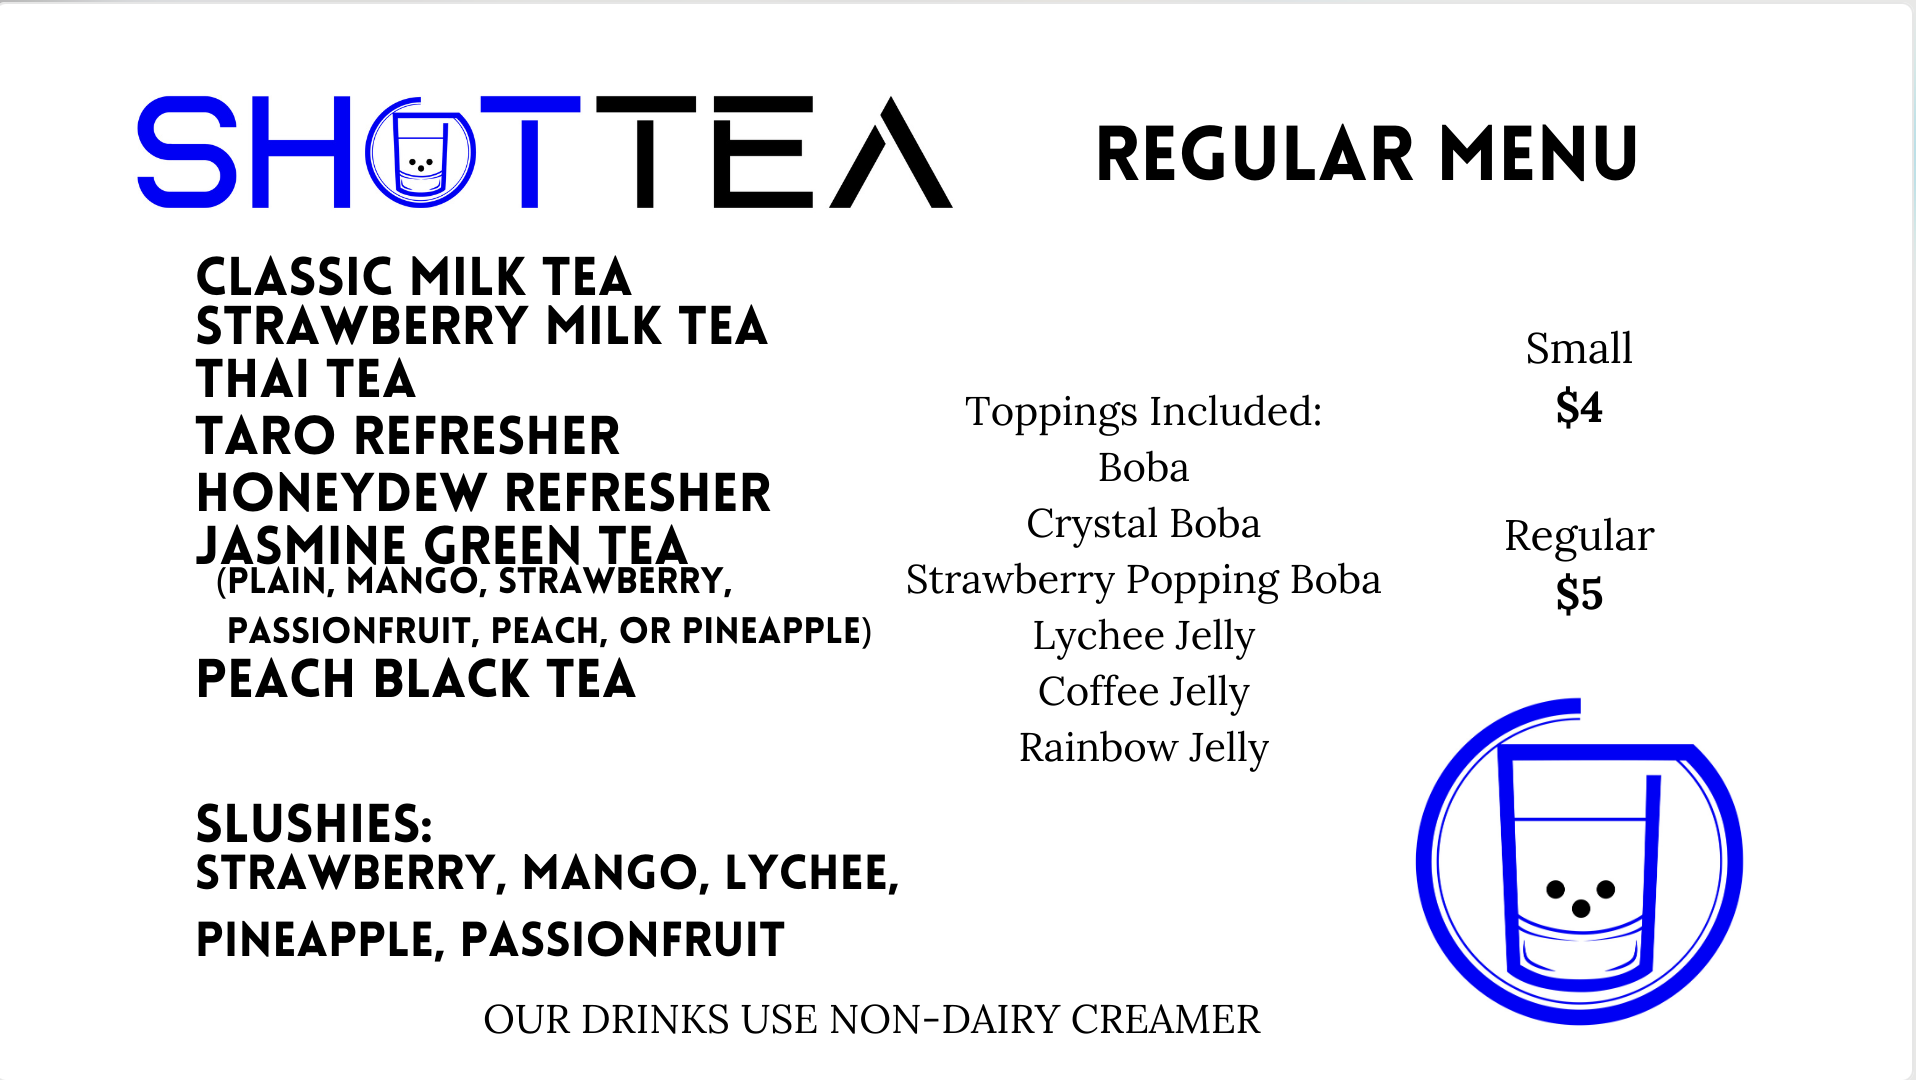 SHOTTEA
REGULAR MENU
CLASSIC MILK TEA
STRAWBERRY MILK TEA
THAI TEA
TARO REFRESHER
HONEYDEW REFRESHER
JASMINE GREEN TEA
(PLAIN, MANGO, STRAWBERRY,
PASSIONFRUIT, PEACH, OR PINEAPPLE)
PEACH BLACK TEA
SLUSHIES:
STRAWBERRY, MANGO, LYCHEE,
PINEAPPLE, PASSIONFRUIT
Toppings Included:
Boba
Crystal Boba
Strawberry Popping Boba
Lychee Jelly
Coffee Jelly
Rainbow Jelly
Small
$4
Regular
$5
OUR DRINKS USE NON-DAIRY CREAMER